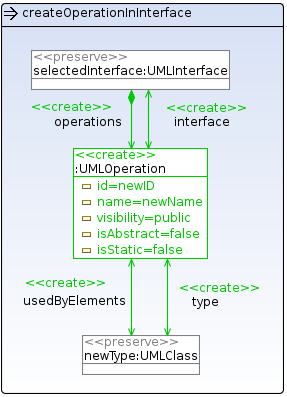 createOperationInInterface
<<preserve>>
selectedInterface:UMLInterface
<<create>>
operations
<<create>>
interface
<<create>>
:UMLOperation
id=newID
name=newName
visibility=public
isAbstract=false
isStatic=false
<<create>>
usedByElements
<<create>>
type
<<preserve>>
newType:UMLClass